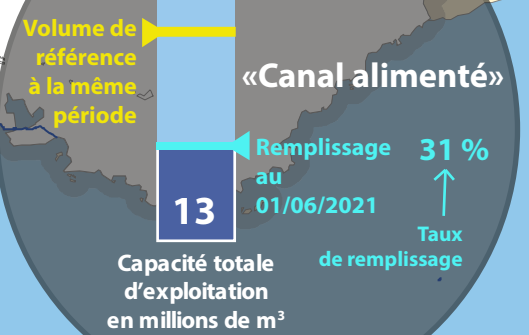 Volume de
référence
à la même
période
«Canal alimenté»
Remplissage
au
01/06/2021
31 %
Taux
de remplissage
13
Capacité totale
d’exploitation
en millions de m³